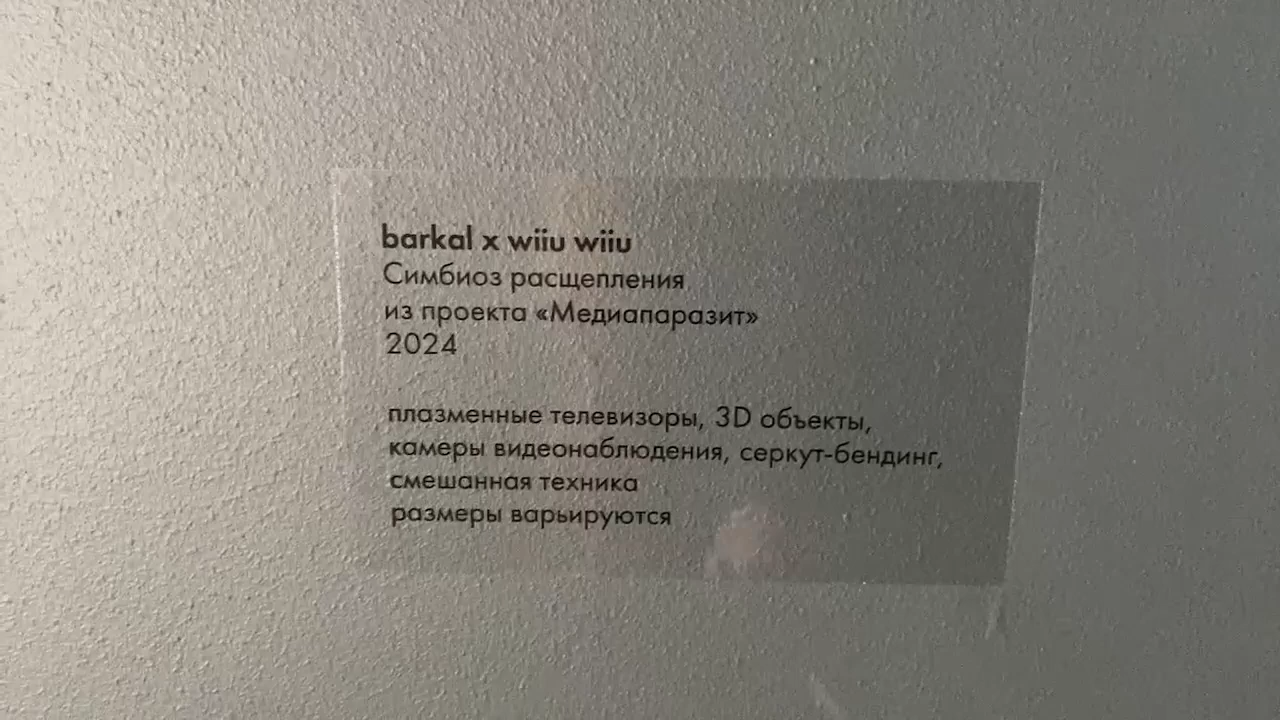 barkal x wiiu wiiu
Симбиоз расщепления
из проекта «Медиапаразит»
2024
плазменные телевизоры, 3D объекты,
камеры видеонаблюдения, серкут-бендинг,
смешанная техника
размеры варьируются